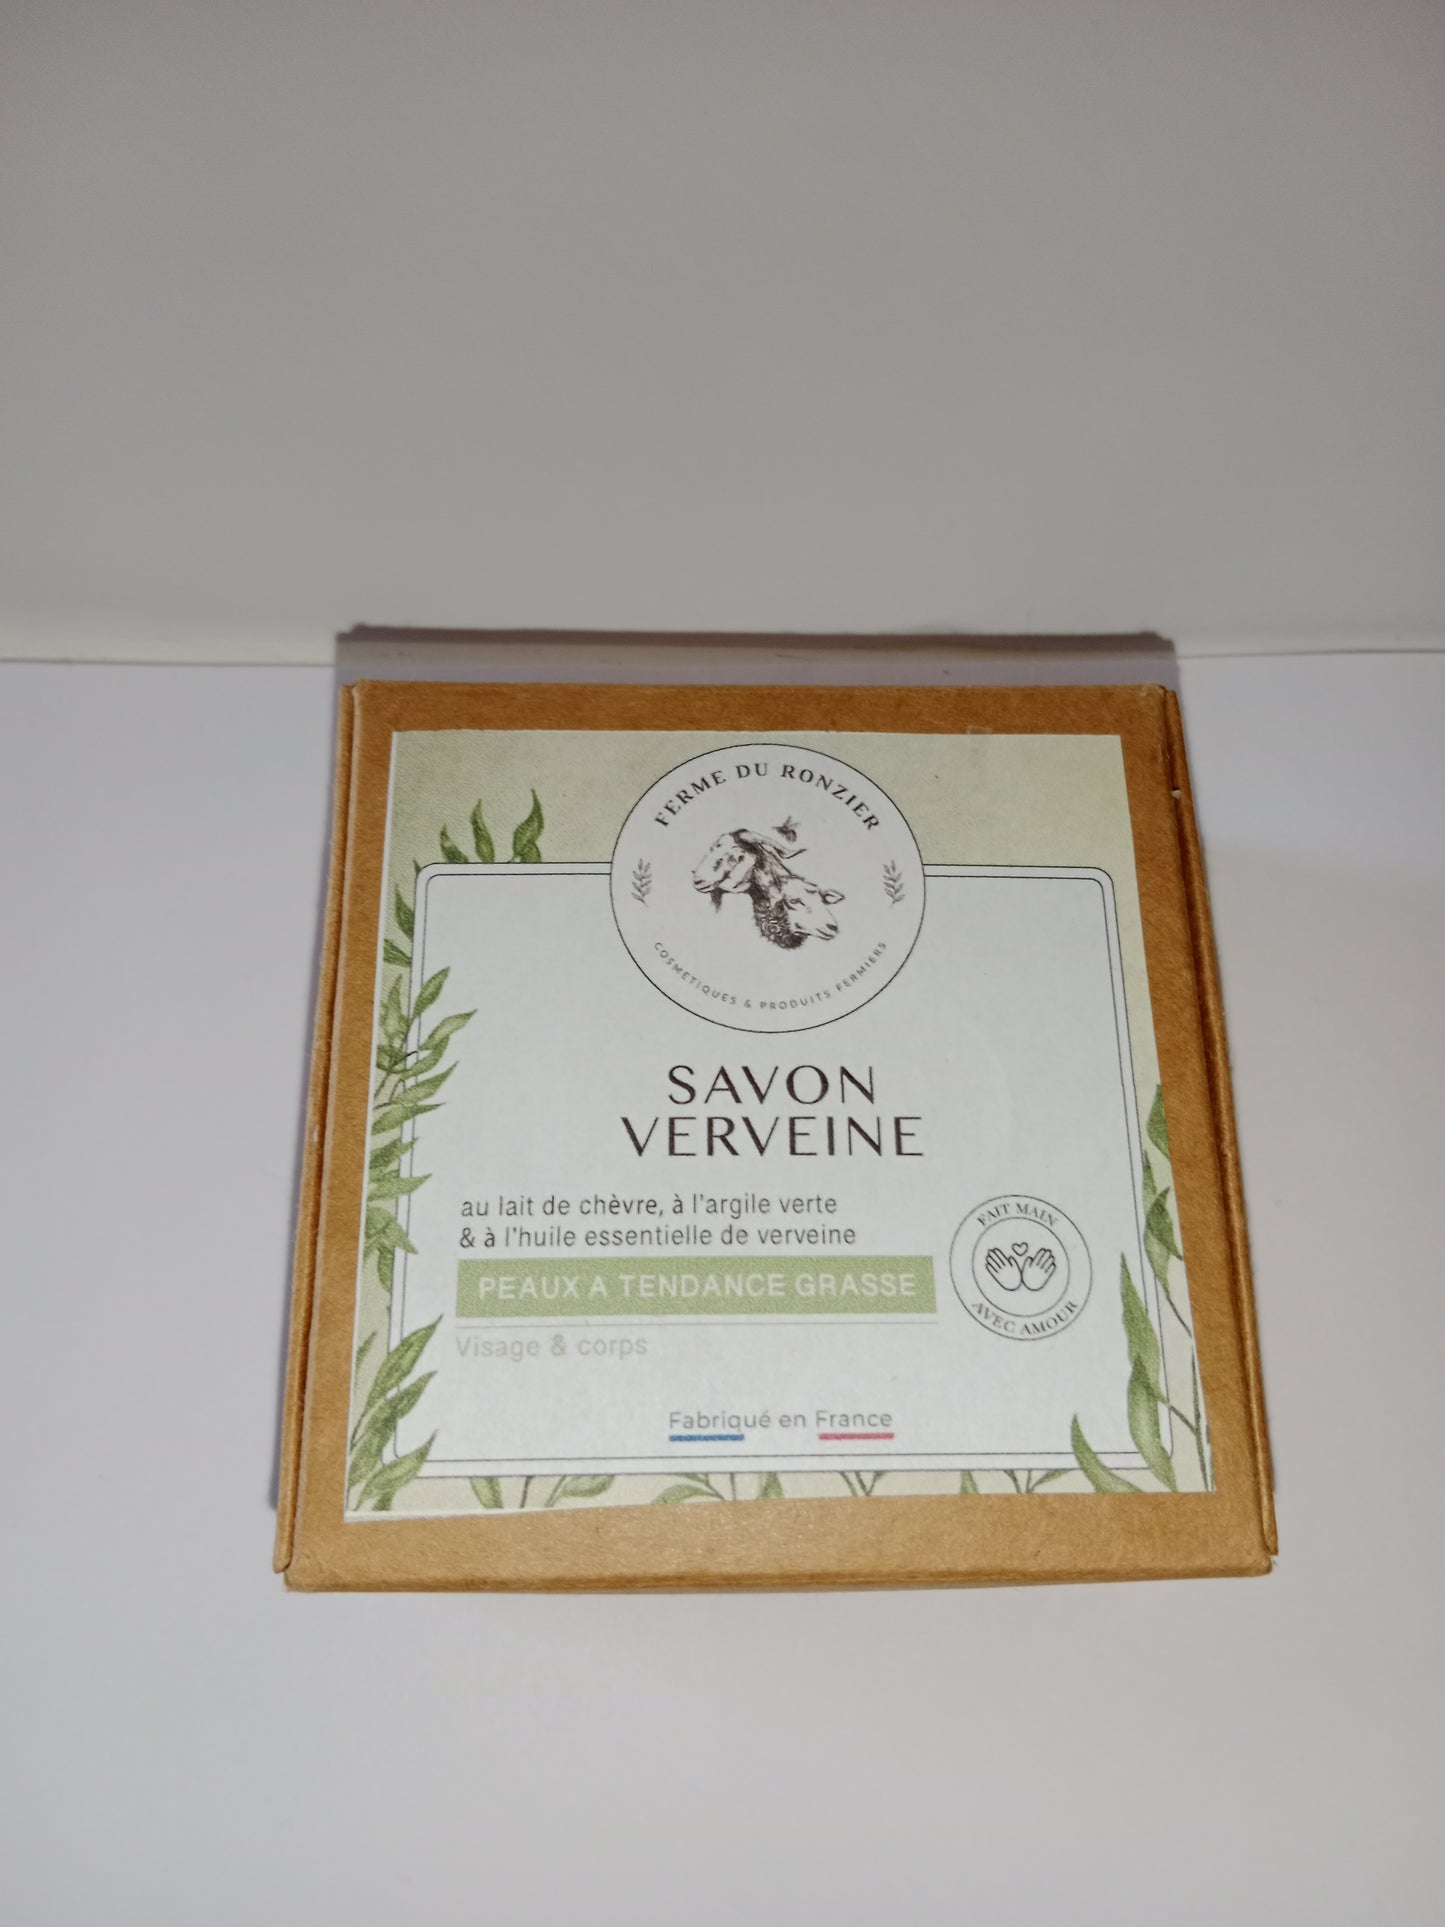 FERME DU RONZIER
COSMETIQUES & PRODUITS FERMIERS
SAVON
VERVEINE
au lait de chèvre, à l'argile verte
& à l'huile essentielle de verveine
PEAUX A TENDANCE GRASSE
Visage & corps
FAIT MAIN
AVEC AMOUR
Fabriqué en France